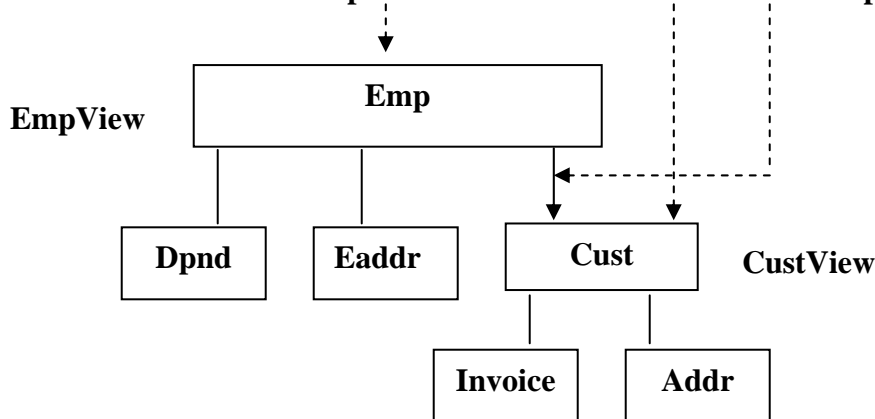 Emp
EmpView
Dpnd
Eaddr
Cust
CustView
Invoice
Addr